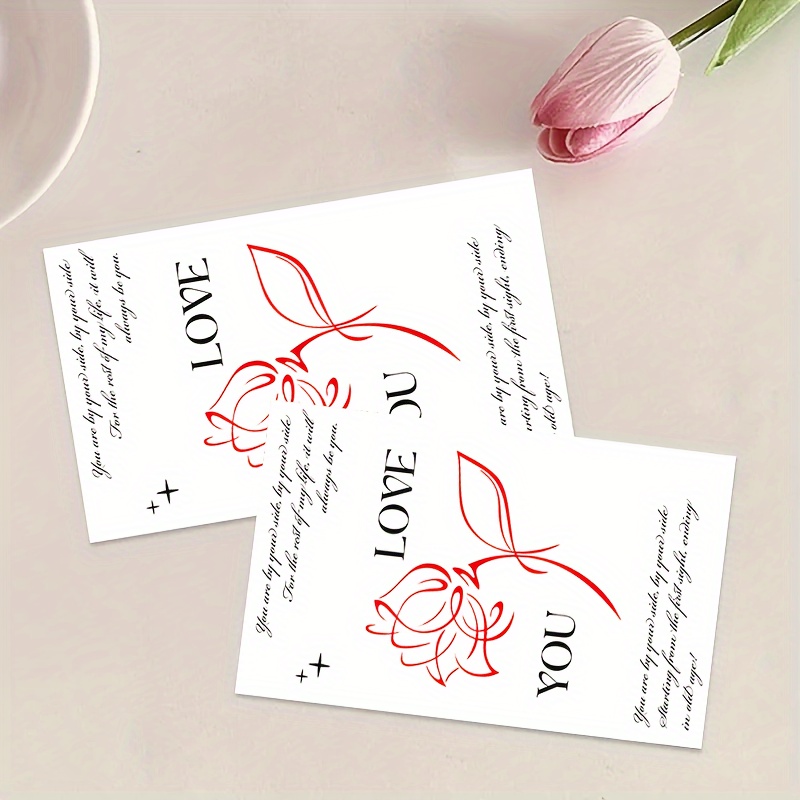 You are by your side, by your side
For the rest of my life, it will
always be you.
LOVE
OU
are by your side, by your side
rting from the first sight, ending
old age!
You are by your side, by your side
For the rest of my life, it will
always be you.
LOVE
YOU
You are by your side, by your side
Starting from the first sight, ending
in old age!